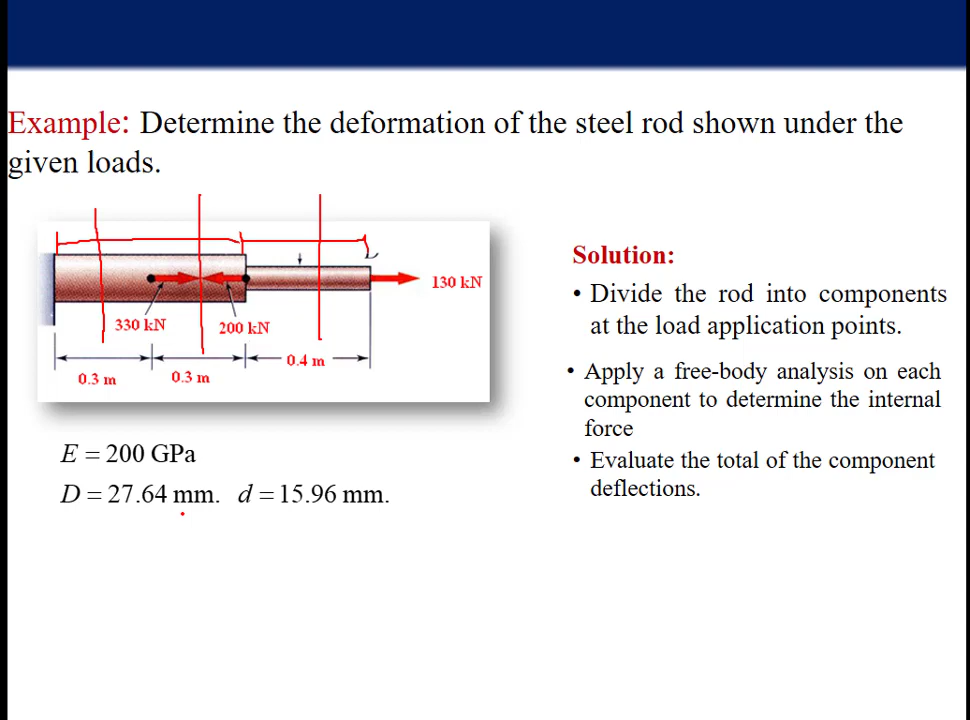 Example: Determine the deformation of the steel rod shown under the
given loads.
130 kN
330 kN
200 kN
0.3 m
0.3 m
0.4 m
E = 200 GPa
D = 27.64 mm. d = 15.96 mm.
Solution:
• Divide the rod into components
at the load application points.
• Apply a free-body analysis on each
component to determine the internal
force
• Evaluate the total of the component
deflections.